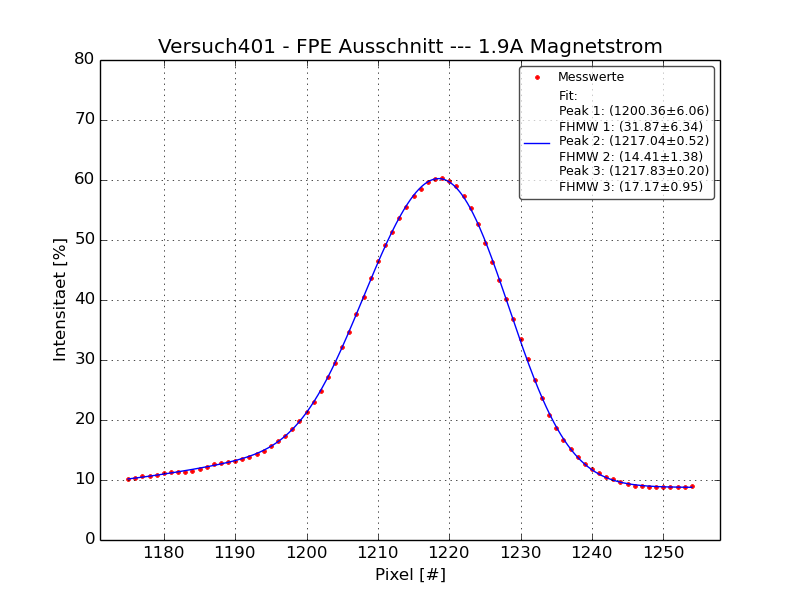 Versuch401 - FPE Ausschnitt --- 1.9A Magnetstrom
80
70
60
50
40
30
20
10
0
Intensitaet [%]
Messwerte
Fit:
Peak 1: (1200.36±6.06)
FHMW 1: (31.87±6.34)
Peak 2: (1217.04±0.52)
FHMW 2: (14.41±1.38)
Peak 3: (1217.83±0.20)
FHMW 3: (17.17±0.95)
1180 1190 1200 1210 1220 1230 1240 1250
Pixel [#]